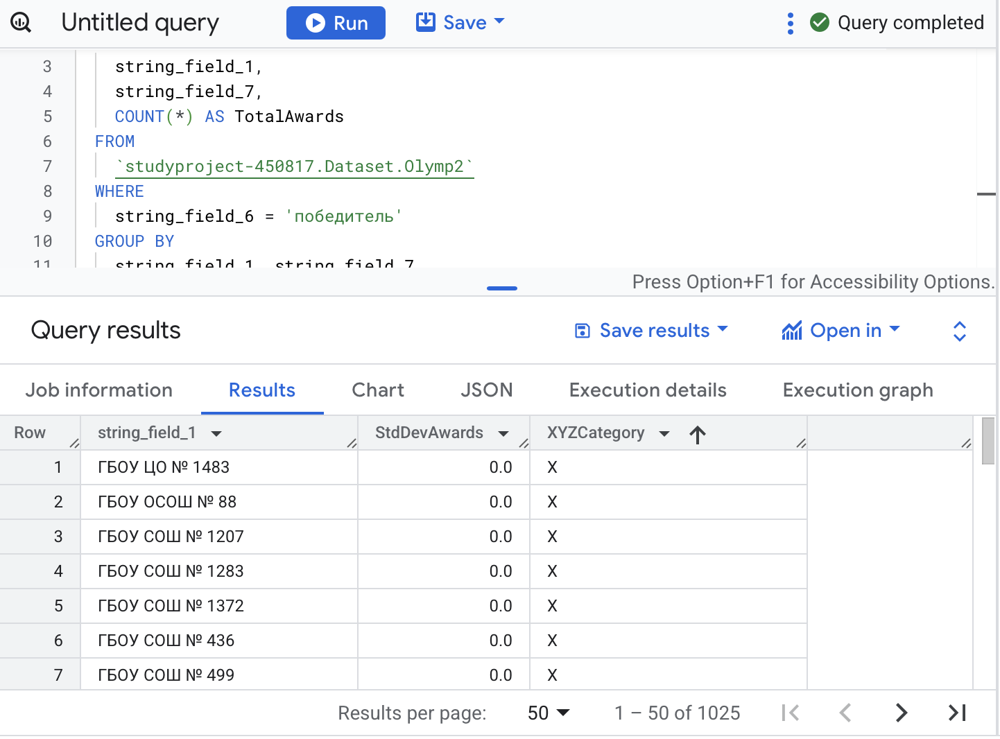 Untitled query Run Save Query completed
3 string_field_1,
4 string_field_7,
5 COUNT(*) AS TotalAwards
6 FROM
7 `studyproject-450817.Dataset.Olymp2`
8 WHERE
9 string_field_6 = 'победитель'
10 GROUP BY
11 string_field_1, string_field_7
Press Option+F1 for Accessibility Options.
Query results Save results Open in
Job information Results Chart JSON Execution details Execution graph
Row string_field_1 StdDevAwards XYZCategory
1 ГБОУ ЦО № 1483 0.0 X
2 ГБОУ ОСОШ № 88 0.0 X
3 ГБОУ СОШ № 1207 0.0 X
4 ГБОУ СОШ № 1283 0.0 X
5 ГБОУ СОШ № 1372 0.0 X
6 ГБОУ СОШ № 436 0.0 X
7 ГБОУ СОШ № 499 0.0 X
Results per page: 50 1 – 50 of 1025